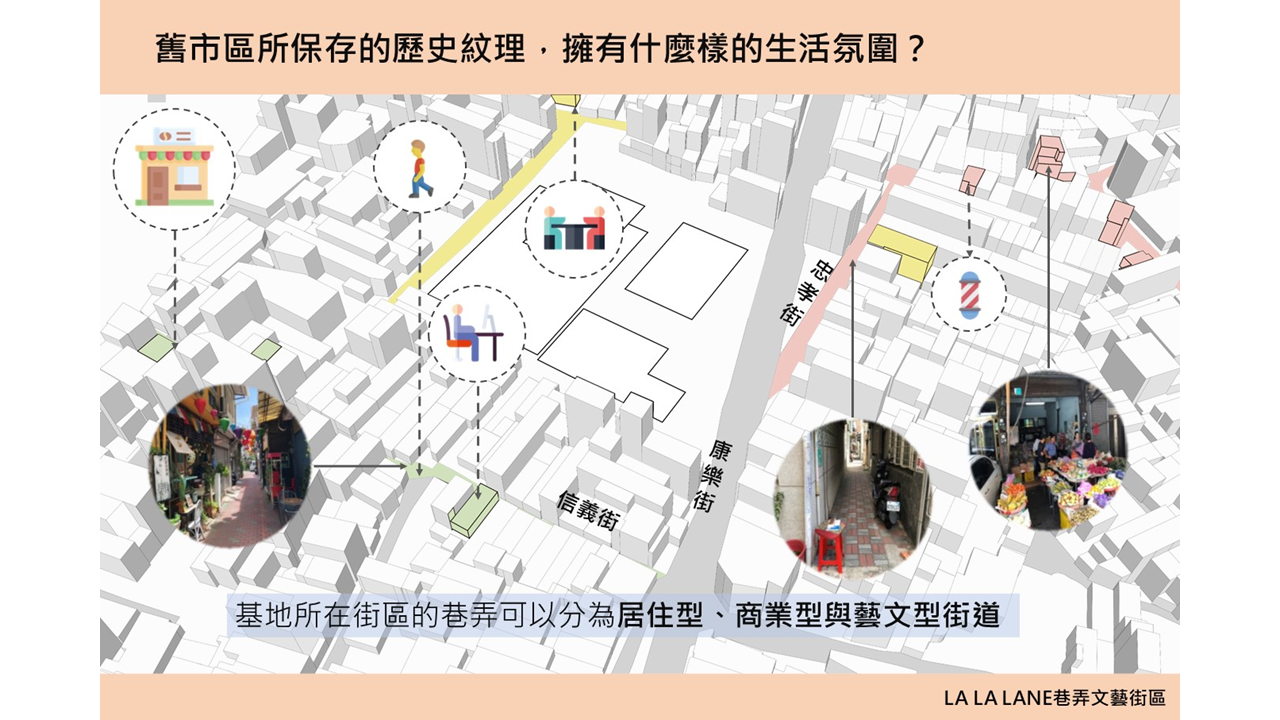 舊市區所保存的歷史紋理，擁有什麼樣的生活氛圍？
忠孝街
康樂街
信義街
基地所在街區的巷弄可以分為居住型、商業型與藝文型街道
LA LA LANE巷弄文藝街區